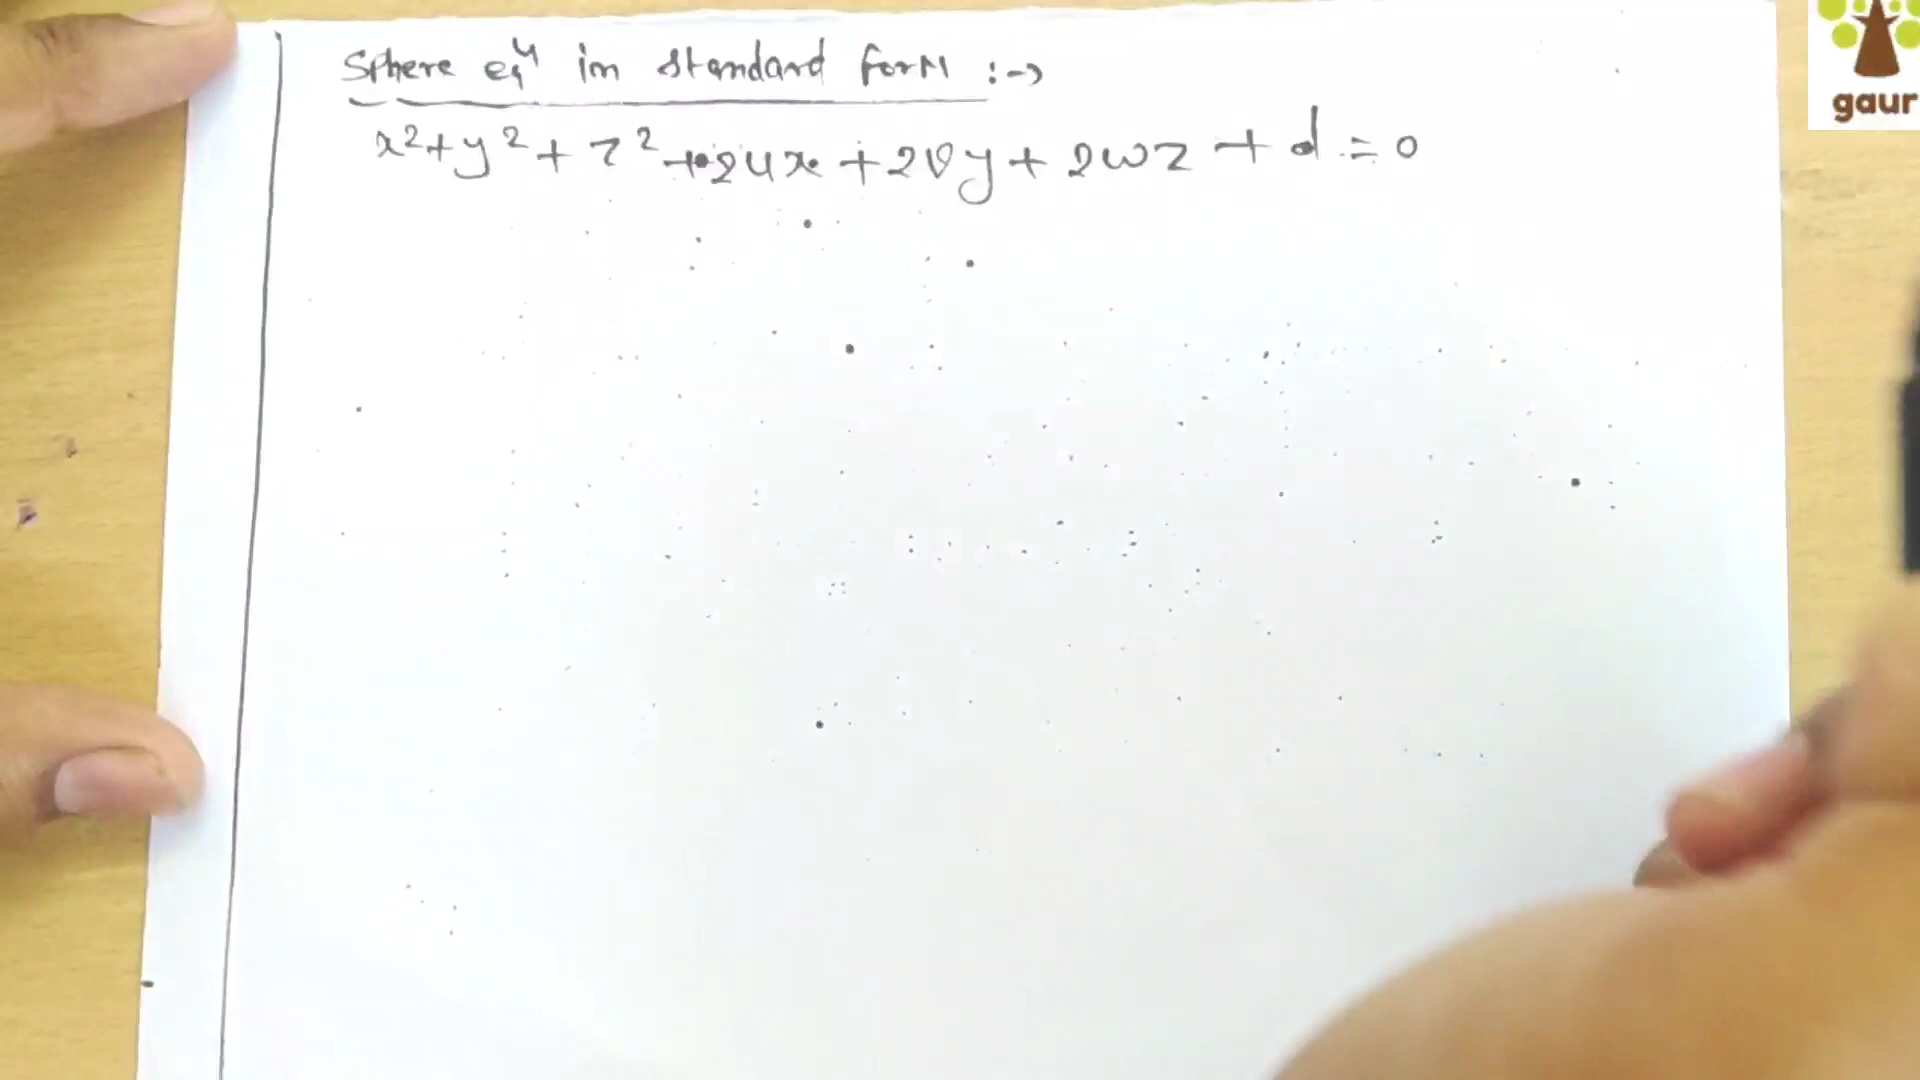 Sphere eqⁿ in standard form :→
x² + y² + z² + 2ux + 2vy + 2wz + d = 0
gaur